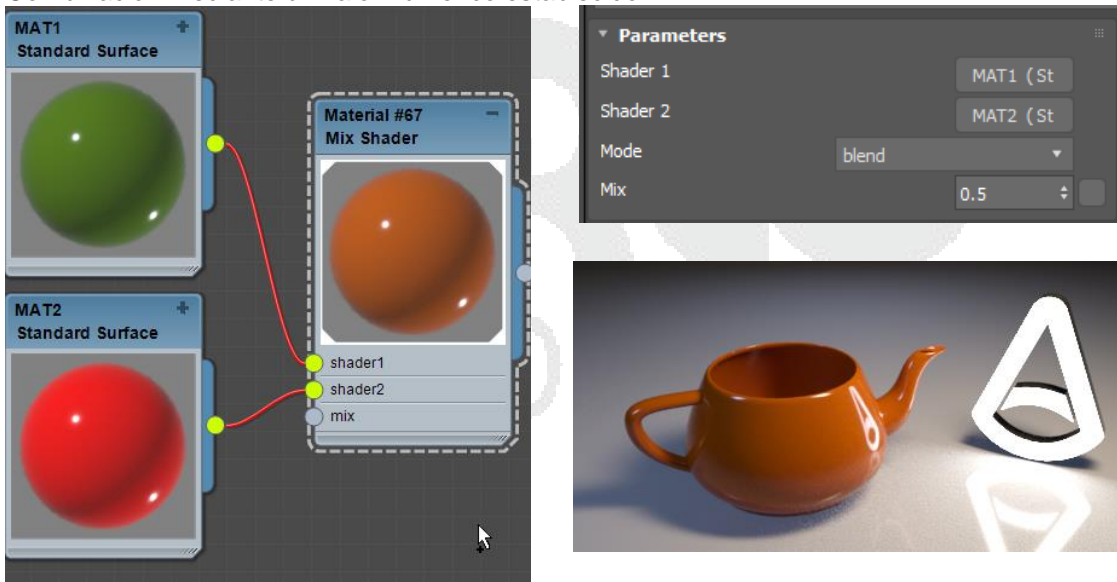 MAT1
Standard Surface
MAT2
Standard Surface
Material #67
Mix Shader
shader1
shader2
mix
Parameters
Shader 1
MAT1 (St
Shader 2
MAT2 (St
Mode
blend
Mix
0.5